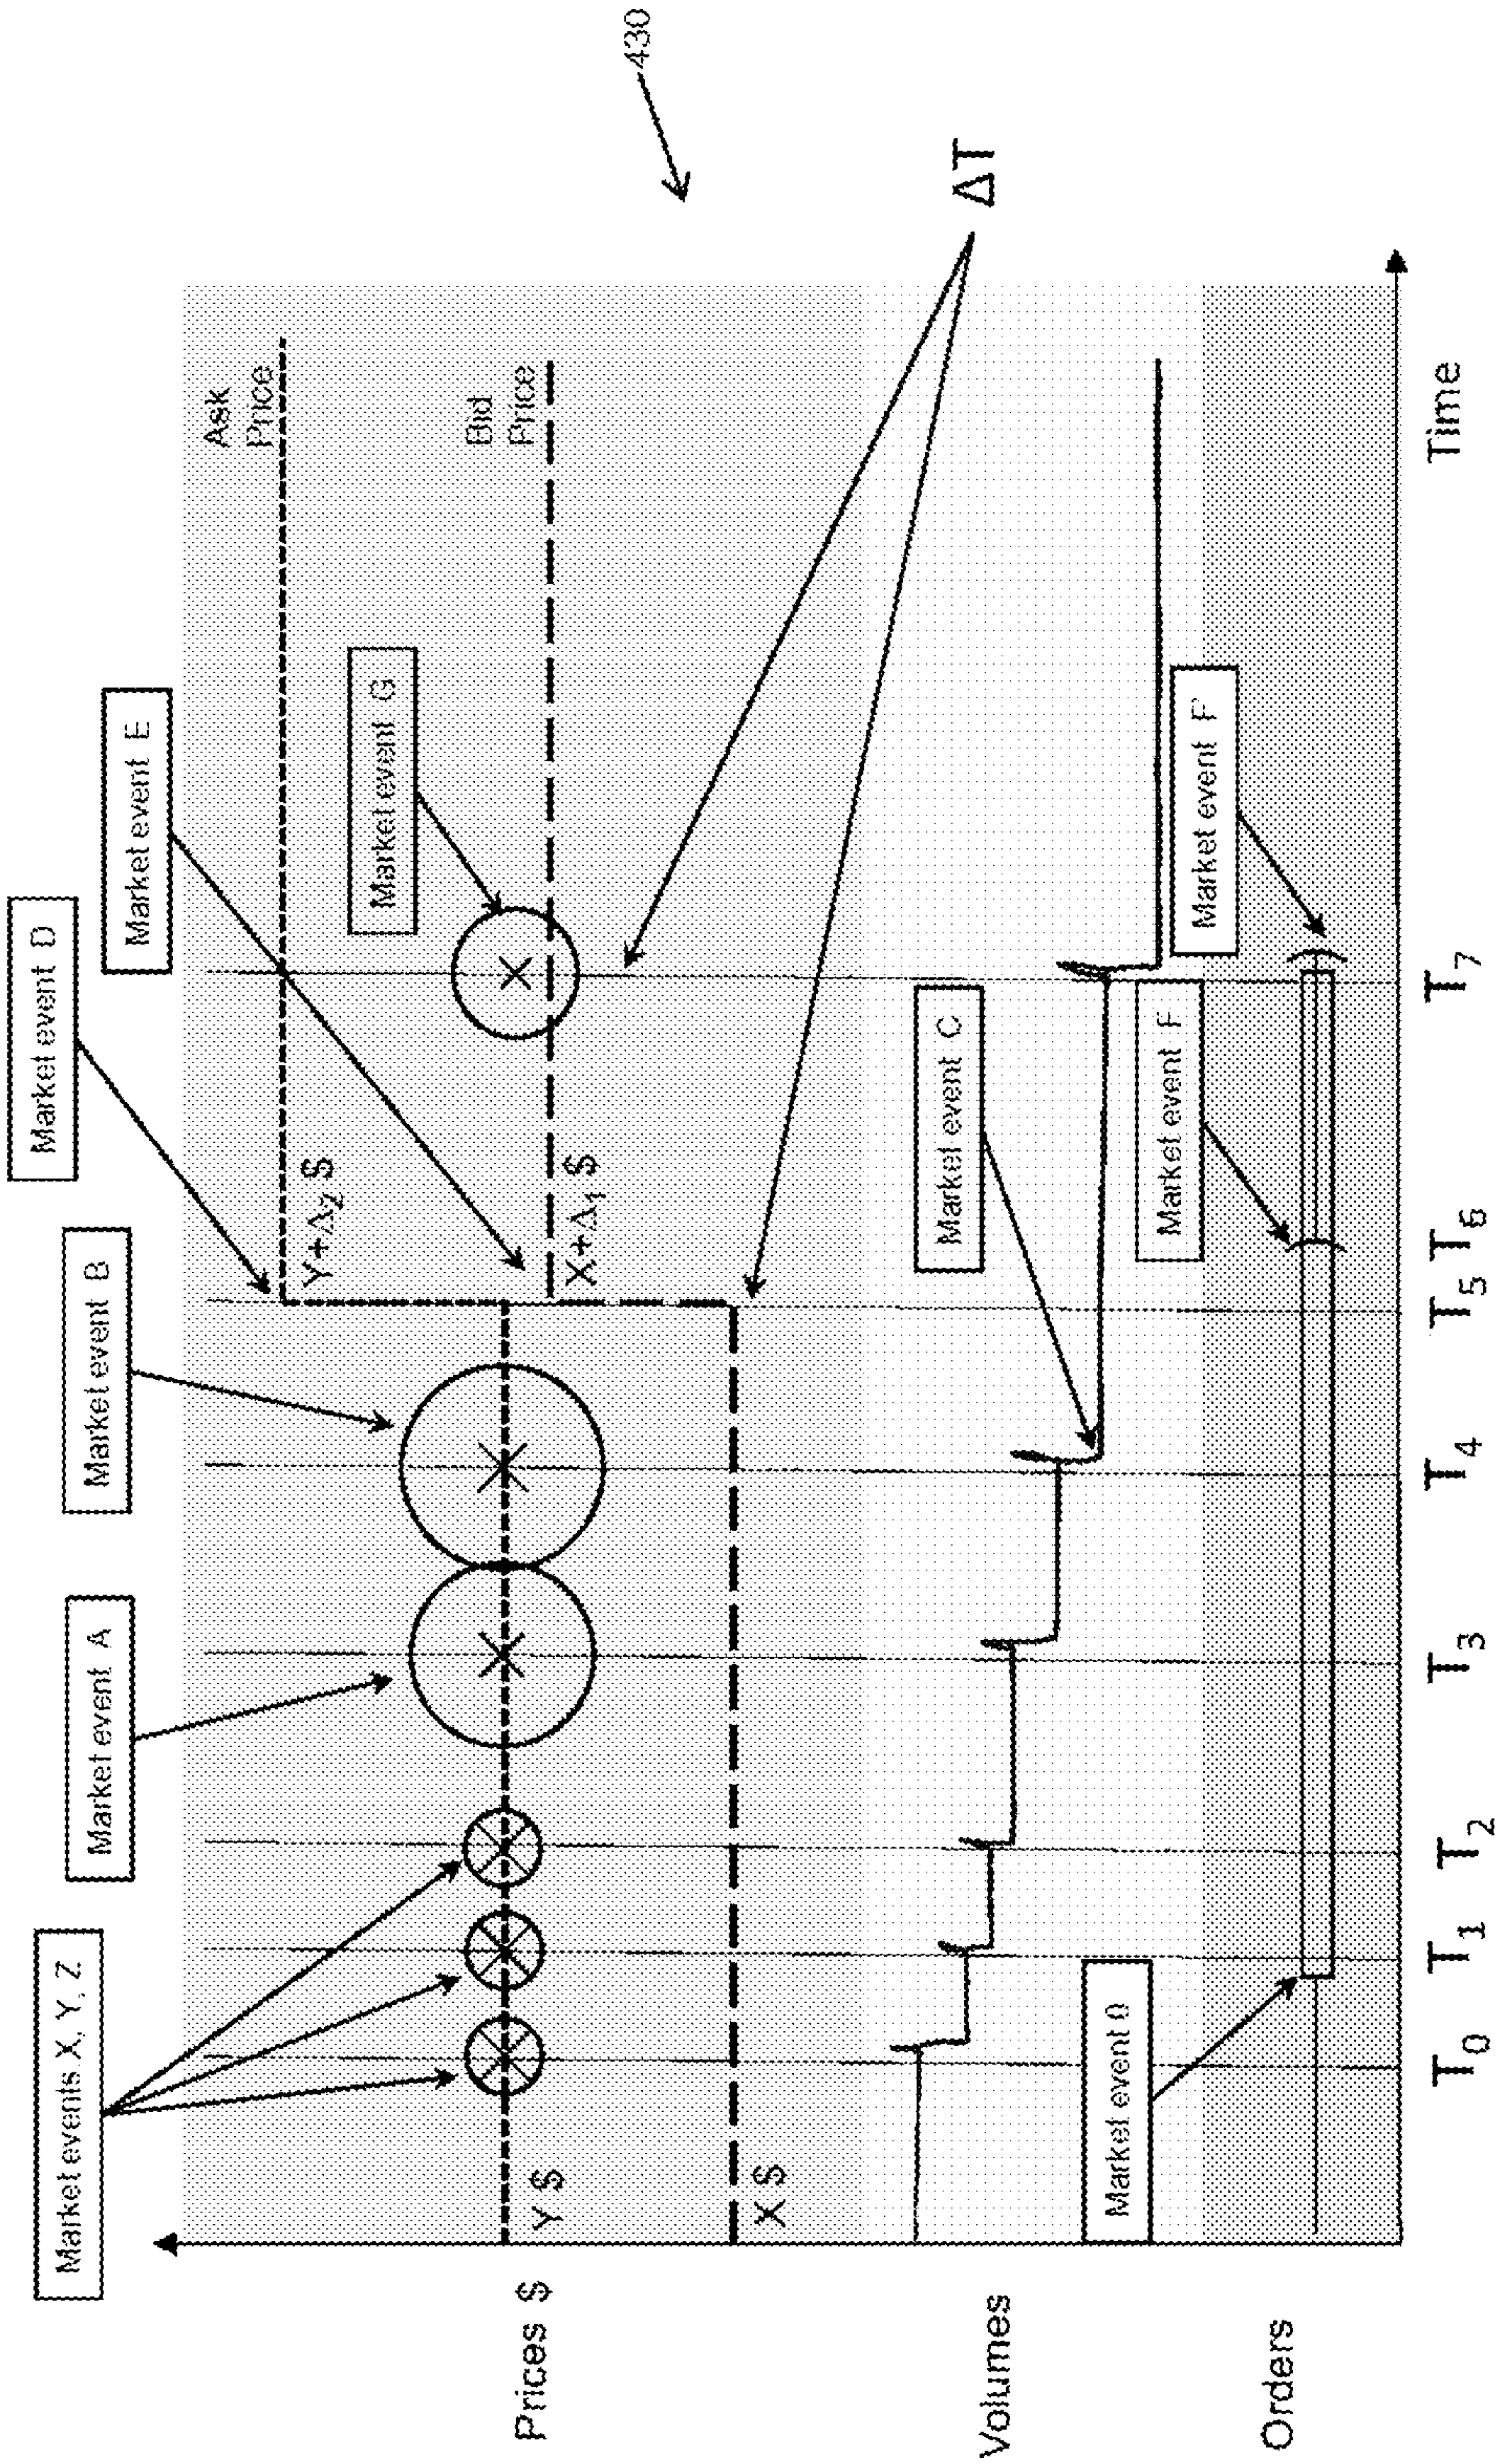 Market event D
Market event E
Market event B
Market event A
Market events X, Y, Z
430
Ask
Price
Y+Δ₂ $
Market event G
Bid
Price
Prices $
Y $
X+Δ₁ $
X $
ΔT
Market event C
Volumes
Market event F
Market event F'
Market event 0
Orders
T₀ T₁ T₂ T₃ T₄ T₅ T₆ T₇
Time